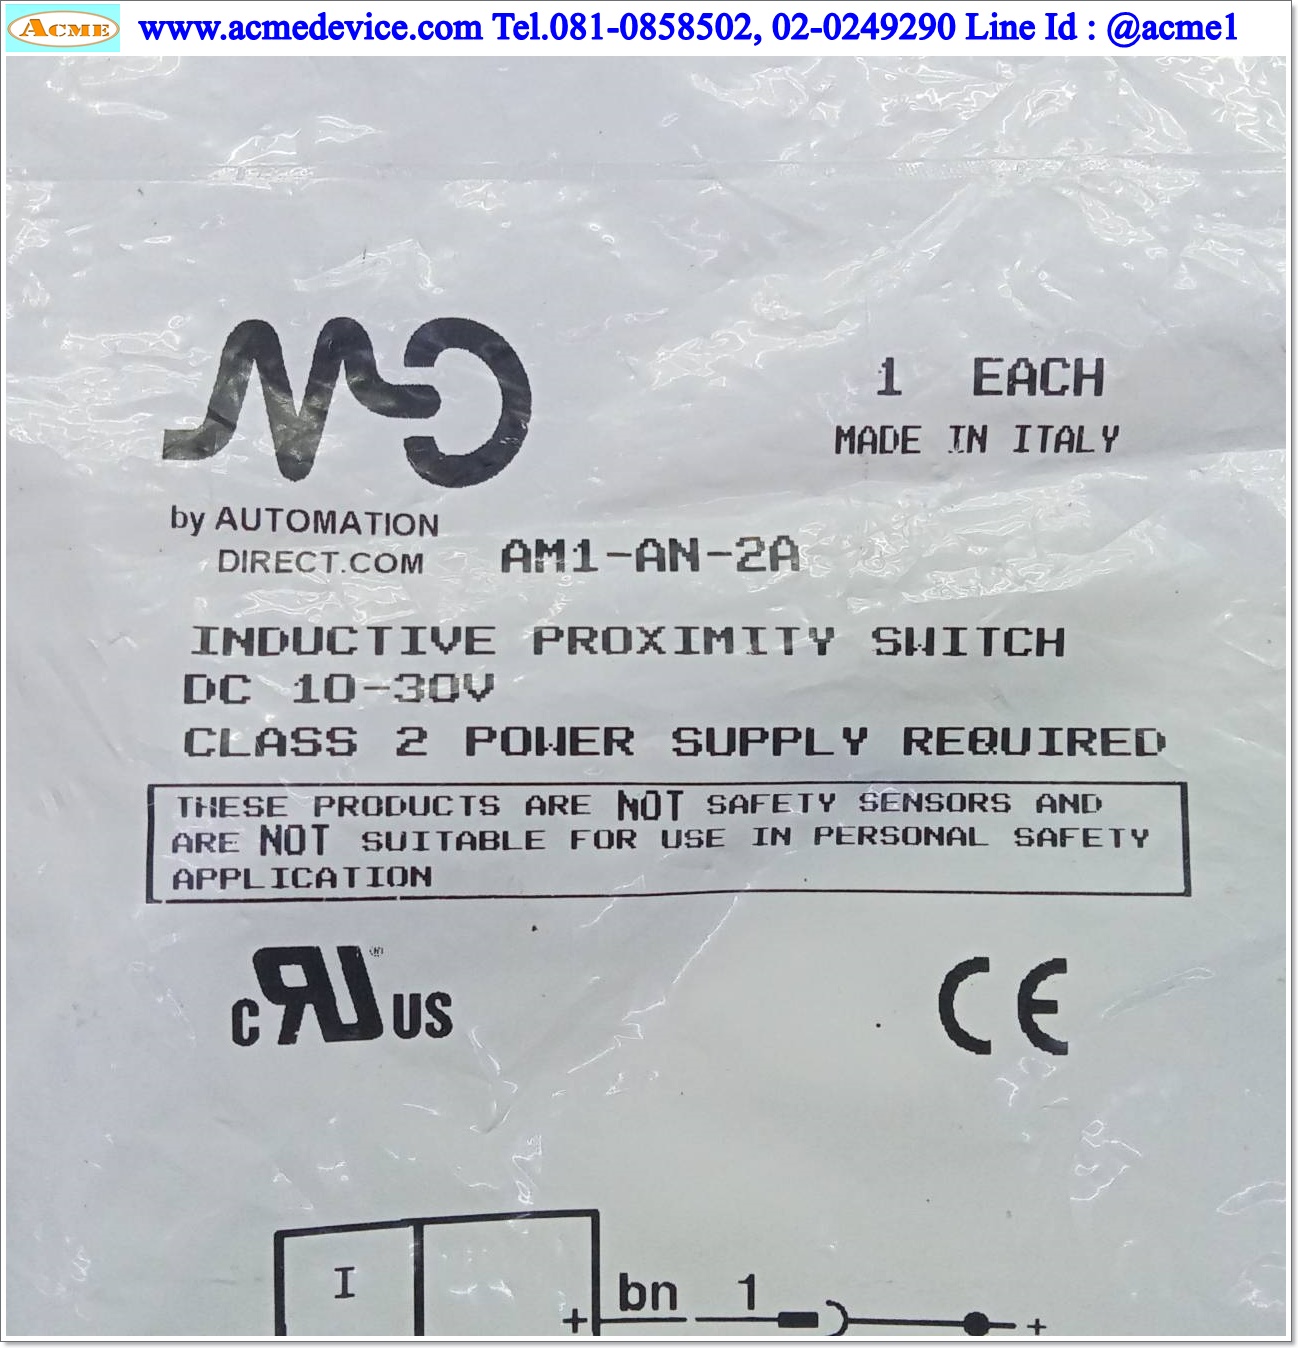 ACME www.acmedevice.com Tel.081-0858502, 02-0249290 Line Id : @acme1
1 EACH
MADE IN ITALY
by AUTOMATION
DIRECT.COM
AM1-AN-2A
INDUCTIVE PROXIMITY SWITCH
DC 10-30V
CLASS 2 POWER SUPPLY REQUIRED
THESE PRODUCTS ARE NOT SAFETY SENSORS AND
ARE NOT SUITABLE FOR USE IN PERSONAL SAFETY
APPLICATION
c RU ® US
CE
I
+ bn 1 +